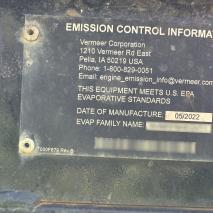 EMISSION CONTROL INFORMAT
Vermeer Corporation
1210 Vermeer Rd East
Pella, IA 50219 USA
Phone: 1-800-829-0051
Email: engine_emission_info@vermeer.com
THIS EQUIPMENT MEETS U.S. EPA
EVAPORATIVE STANDARDS
DATE OF MANUFACTURE: 05/2022
EVAP FAMILY NAME: